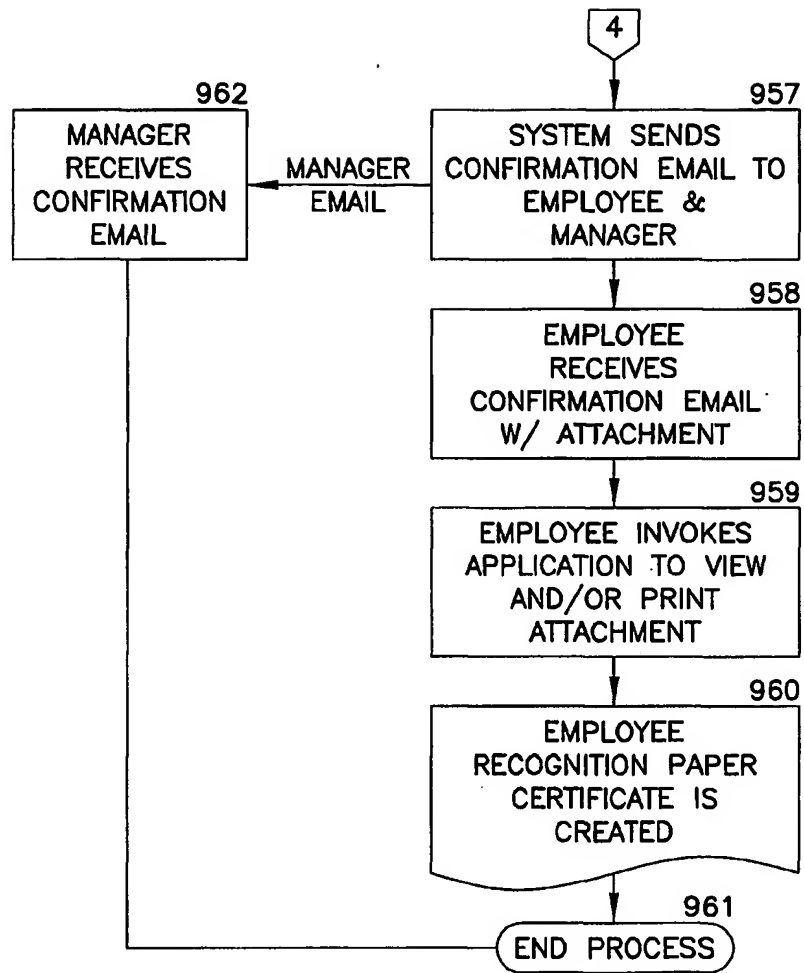 4
957
SYSTEM SENDS
CONFIRMATION EMAIL TO
EMPLOYEE &
MANAGER
962
MANAGER
RECEIVES
CONFIRMATION
EMAIL
MANAGER
EMAIL
958
EMPLOYEE
RECEIVES
CONFIRMATION EMAIL
W/ ATTACHMENT
959
EMPLOYEE INVOKES
APPLICATION TO VIEW
AND/OR PRINT
ATTACHMENT
960
EMPLOYEE
RECOGNITION PAPER
CERTIFICATE IS
CREATED
961
END PROCESS